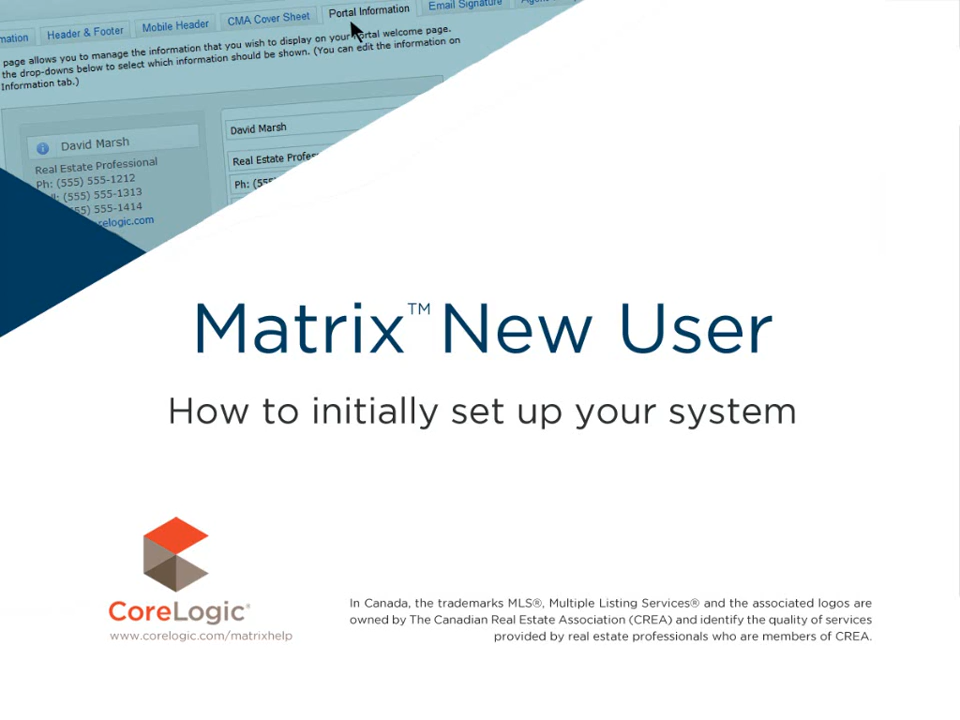 mation Header & Footer Mobile Header CMA Cover Sheet Portal Information Email Signature
page allows you to manage the information that you wish to display on your portal welcome page.
the drop-downs below to select which information should be shown. (You can edit the information on
Information tab.)
David Marsh
Real Estate Professional
Ph: (555) 555-1212
(555) 555-1313
555-1414
relogic.com
David Marsh
Real Estate Profes
Ph: (555
Matrix™ New User
How to initially set up your system
CoreLogic®
www.corelogic.com/matrixhelp
In Canada, the trademarks MLS®, Multiple Listing Services® and the associated logos are
owned by The Canadian Real Estate Association (CREA) and identify the quality of services
provided by real estate professionals who are members of CREA.